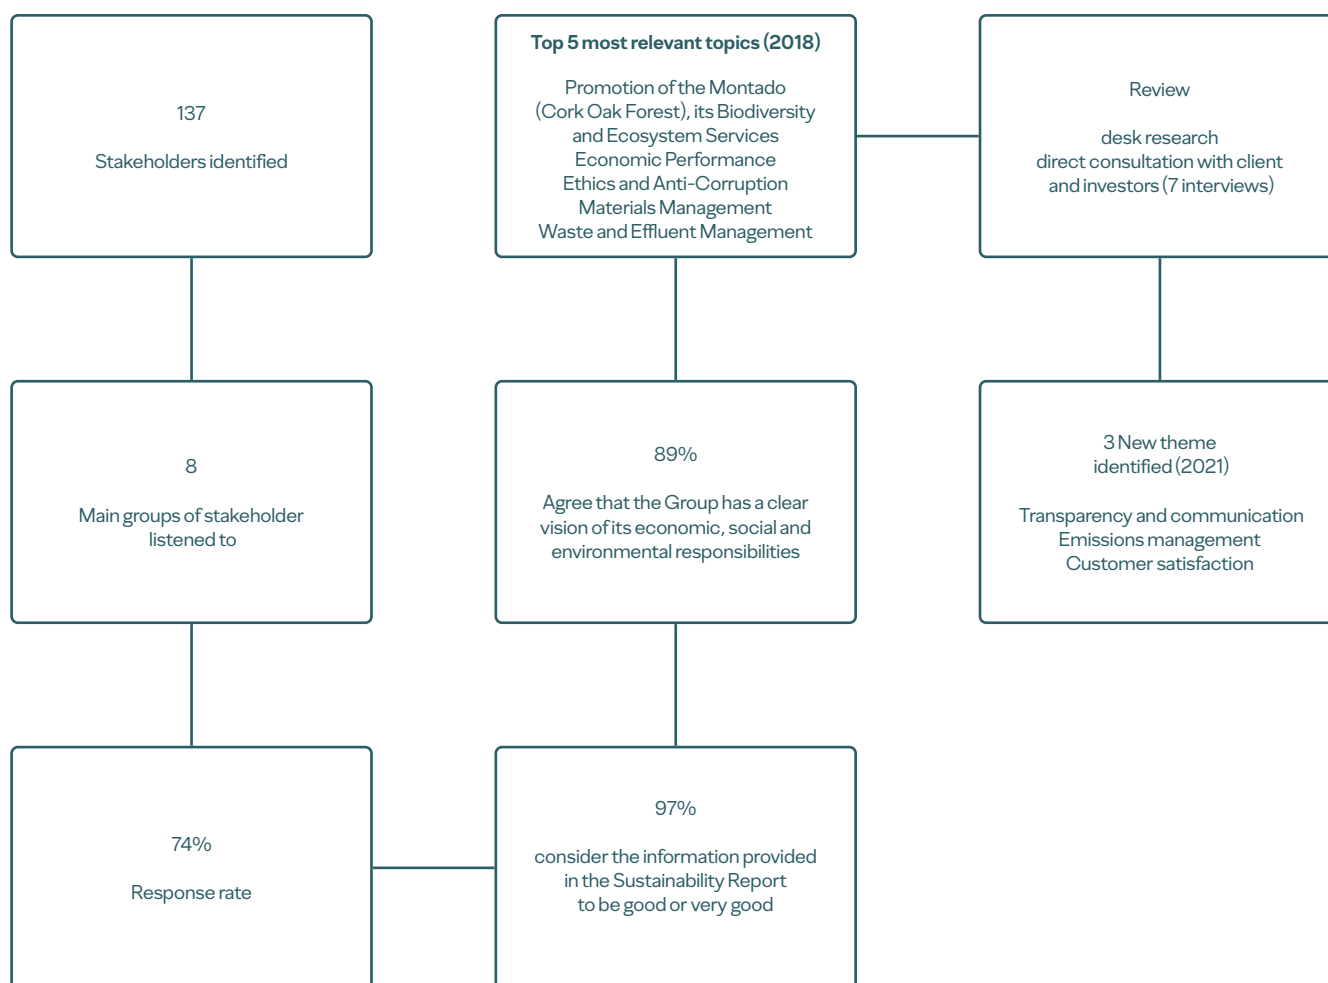 137
Stakeholders identified
8
Main groups of stakeholder
listened to
74%
Response rate
97%
consider the information provided
in the Sustainability Report
to be good or very good
89%
Agree that the Group has a clear
vision of its economic, social and
environmental responsibilities
Top 5 most relevant topics (2018)
Promotion of the Montado
(Cork Oak Forest), its Biodiversity
and Ecosystem Services
Economic Performance
Ethics and Anti-Corruption
Materials Management
Waste and Effluent Management
Review
desk research
direct consultation with client
and investors (7 interviews)
3 New theme
identified (2021)
Transparency and communication
Emissions management
Customer satisfaction